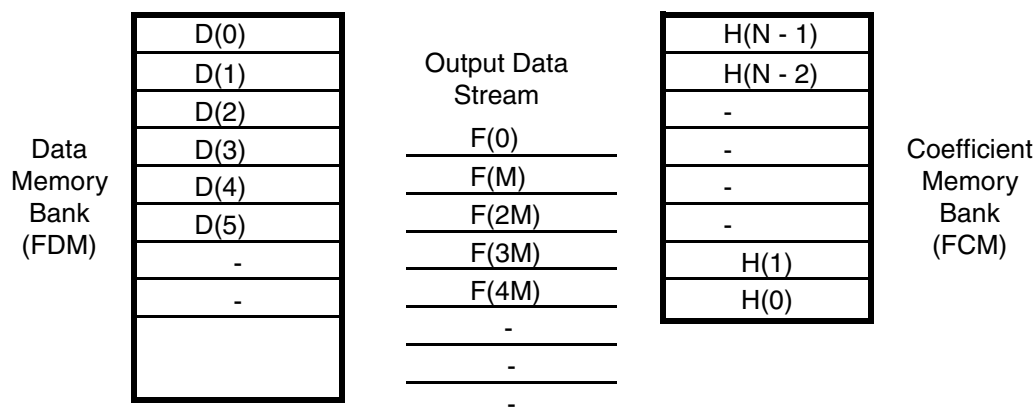 Data
Memory
Bank
(FDM)
D(0)
D(1)
D(2)
D(3)
D(4)
D(5)
-
-
Output Data
Stream
F(0)
F(M)
F(2M)
F(3M)
F(4M)
-
-
-
H(N - 1)
H(N - 2)
-
-
-
-
H(1)
H(0)
Coefficient
Memory
Bank
(FCM)